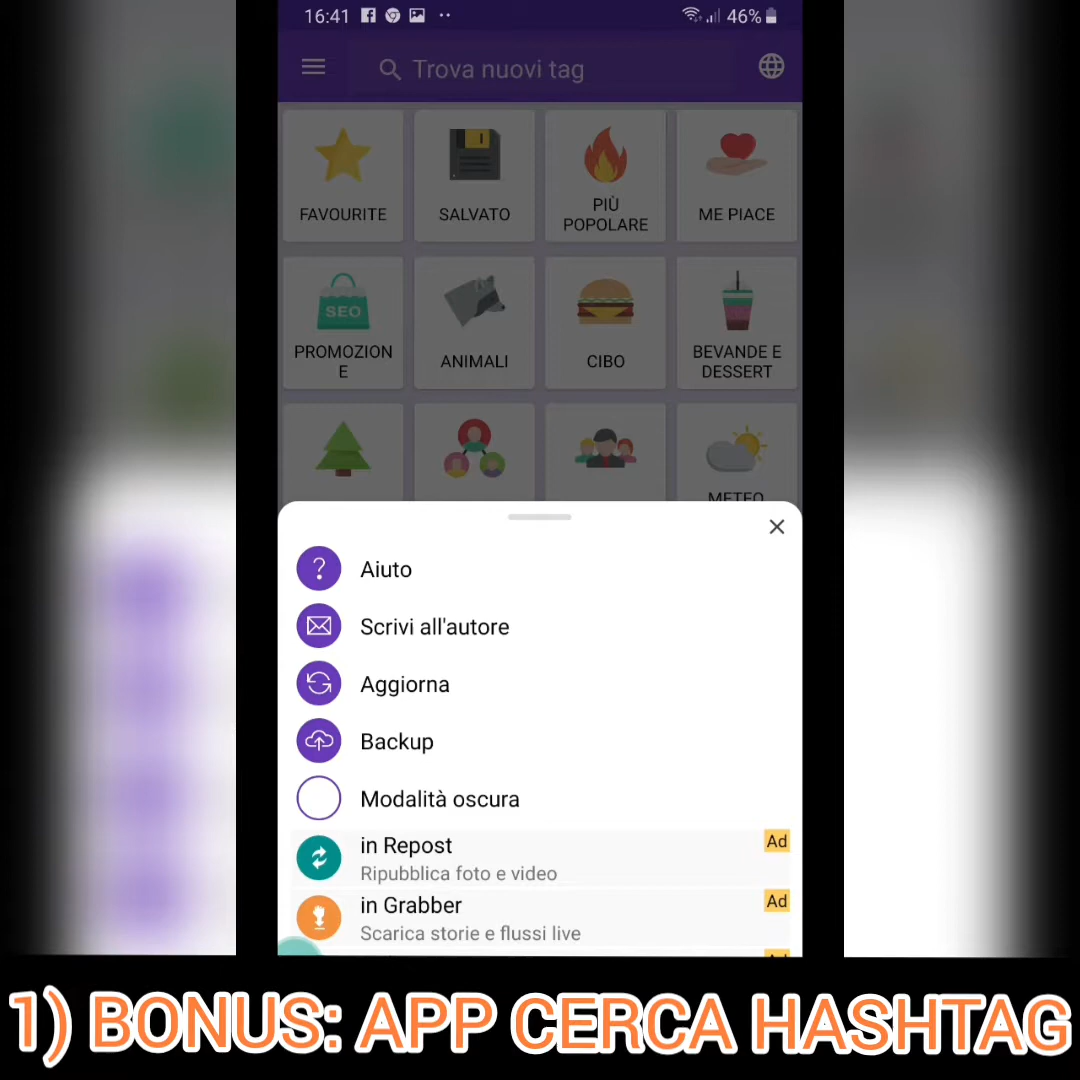 16:41
46%
Trova nuovi tag
FAVOURITE
SALVATO
PIÙ
POPOLARE
ME PIACE
SEO
PROMOZION
E
ANIMALI
CIBO
BEVANDE E
DESSERT
METEO
Aiuto
Scrivi all'autore
Aggiorna
Backup
Modalità oscura
in Repost
Ad
Ripubblica foto e video
in Grabber
Ad
Scarica storie e flussi live
1) BONUS: APP CERCA HASHTAG